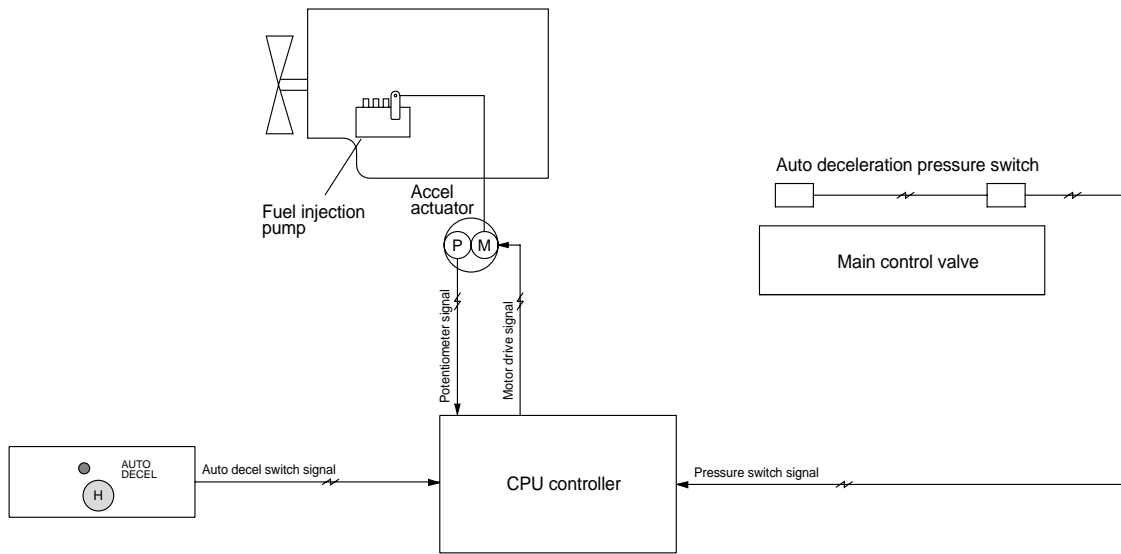 Auto deceleration pressure switch
Fuel injection
pump
Accel
actuator
P
M
Main control valve
Potentiometer signal
Motor drive signal
AUTO
DECEL
H
Auto decel switch signal
CPU controller
Pressure switch signal